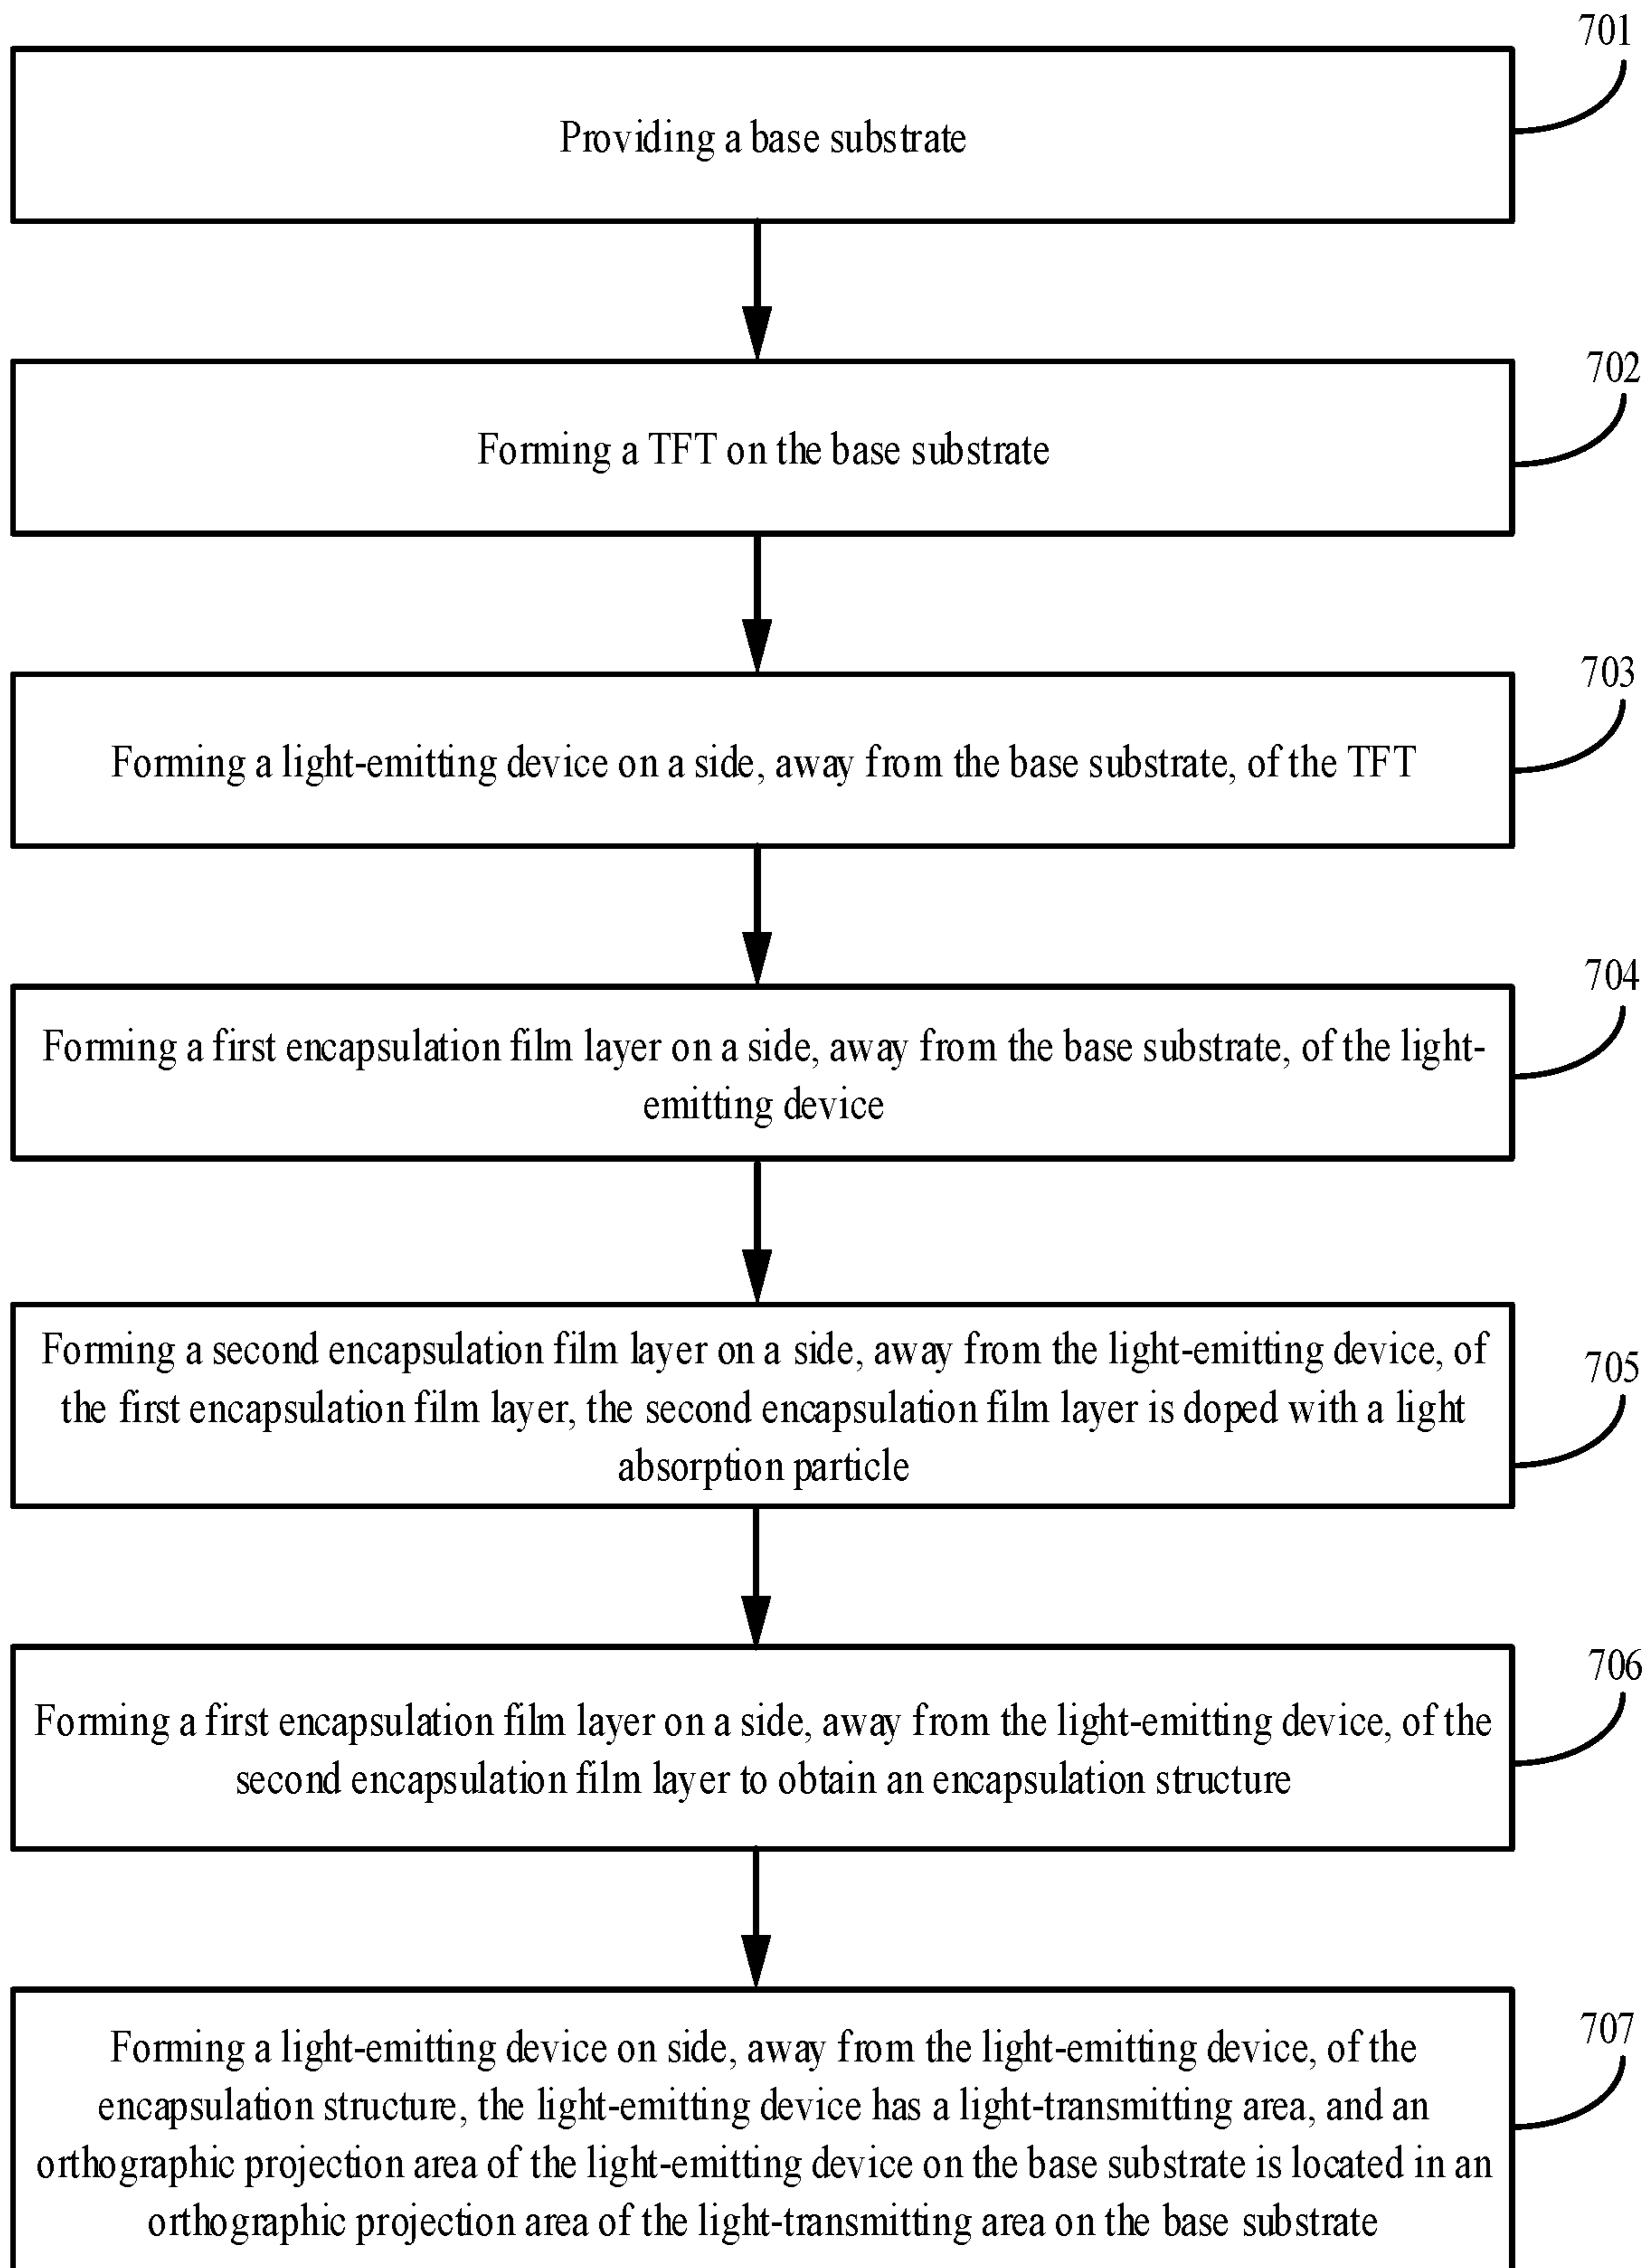 701
Providing a base substrate
702
Forming a TFT on the base substrate
703
Forming a light-emitting device on a side, away from the base substrate, of the TFT
704
Forming a first encapsulation film layer on a side, away from the base substrate, of the light-
emitting device
705
Forming a second encapsulation film layer on a side, away from the light-emitting device, of
the first encapsulation film layer, the second encapsulation film layer is doped with a light
absorption particle
706
Forming a first encapsulation film layer on a side, away from the light-emitting device, of the
second encapsulation film layer to obtain an encapsulation structure
707
Forming a light-emitting device on side, away from the light-emitting device, of the
encapsulation structure, the light-emitting device has a light-transmitting area, and an
orthographic projection area of the light-emitting device on the base substrate is located in an
orthographic projection area of the light-transmitting area on the base substrate